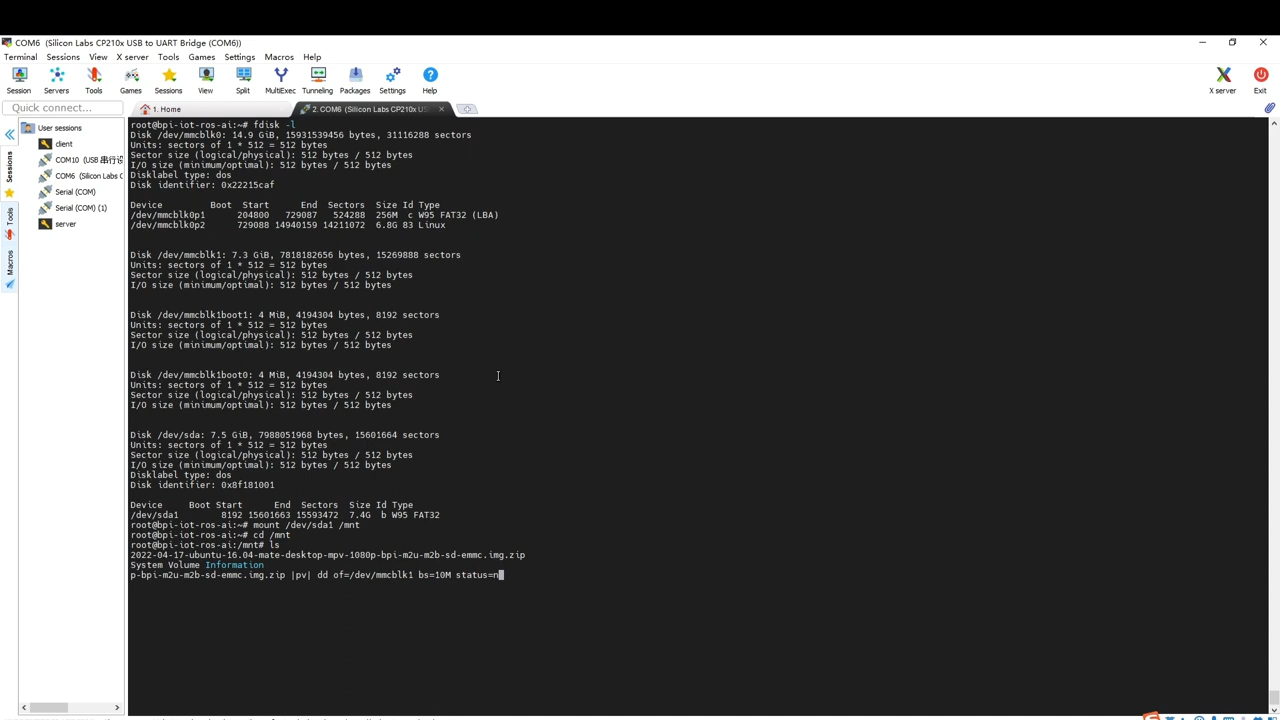 COM6 (Silicon Labs CP210x USB to UART Bridge (COM6))
Terminal Sessions View X server Tools Games Settings Macros Help
Session Servers Tools Games Sessions View Split MultiExec Tunneling Packages Settings Help X server Exit
Quick connect...
1. Home
2. COM6 (Silicon Labs CP210x US
Sessions
Tools
Macros
User sessions
client
COM10 (USB 串行设
COM6 (Silicon Labs C
Serial (COM)
Serial (COM) (1)
server
root@bpi-iot-ros-ai:~# fdisk -l
Disk /dev/mmcblk0: 14.9 GiB, 15931539456 bytes, 31116288 sectors
Units: sectors of 1 * 512 = 512 bytes
Sector size (logical/physical): 512 bytes / 512 bytes
I/O size (minimum/optimal): 512 bytes / 512 bytes
Disklabel type: dos
Disk identifier: 0x22215caf
Device Boot Start End Sectors Size Id Type
/dev/mmcblk0p1 204800 729087 524288 256M c W95 FAT32 (LBA)
/dev/mmcblk0p2 729088 14940159 14211072 6.8G 83 Linux
Disk /dev/mmcblk1: 7.3 GiB, 7818182656 bytes, 15269888 sectors
Units: sectors of 1 * 512 = 512 bytes
Sector size (logical/physical): 512 bytes / 512 bytes
I/O size (minimum/optimal): 512 bytes / 512 bytes
Disk /dev/mmcblk1boot1: 4 MiB, 4194304 bytes, 8192 sectors
Units: sectors of 1 * 512 = 512 bytes
Sector size (logical/physical): 512 bytes / 512 bytes
I/O size (minimum/optimal): 512 bytes / 512 bytes
Disk /dev/mmcblk1boot0: 4 MiB, 4194304 bytes, 8192 sectors
Units: sectors of 1 * 512 = 512 bytes
Sector size (logical/physical): 512 bytes / 512 bytes
I/O size (minimum/optimal): 512 bytes / 512 bytes
Disk /dev/sda: 7.5 GiB, 7988051968 bytes, 15601664 sectors
Units: sectors of 1 * 512 = 512 bytes
Sector size (logical/physical): 512 bytes / 512 bytes
I/O size (minimum/optimal): 512 bytes / 512 bytes
Disklabel type: dos
Disk identifier: 0x8f181001
Device Boot Start End Sectors Size Id Type
/dev/sda1 8192 15601663 15593472 7.4G b W95 FAT32
root@bpi-iot-ros-ai:~# mount /dev/sda1 /mnt
root@bpi-iot-ros-ai:~# cd /mnt
root@bpi-iot-ros-ai:/mnt# ls
2022-04-17-ubuntu-16.04-mate-desktop-mpv-1080p-bpi-m2u-m2b-sd-emmc.img.zip
System Volume Information
p-bpi-m2u-m2b-sd-emmc.img.zip |pv| dd of=/dev/mmcblk1 bs=10M status=n